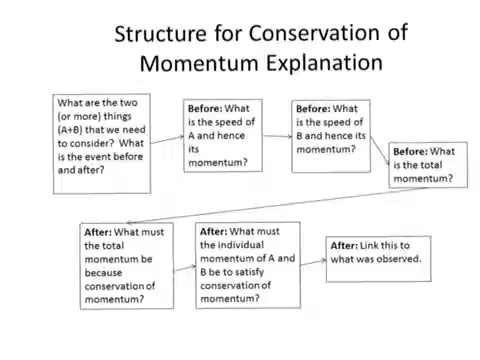 Structure for Conservation of
Momentum Explanation
What are the two
(or more) things
(A+B) that we need
to consider? What
is the event before
and after?
Before: What
is the speed of
A and hence
its
momentum?
Before: What
is the speed of
B and hence its
momentum?
Before: What
is the total
momentum?
After: What must
the total
momentum be
because
conservation of
momentum?
After: What must
the individual
momentum of A and
B be to satisfy
conservation of
momentum?
After: Link this to
what was observed.